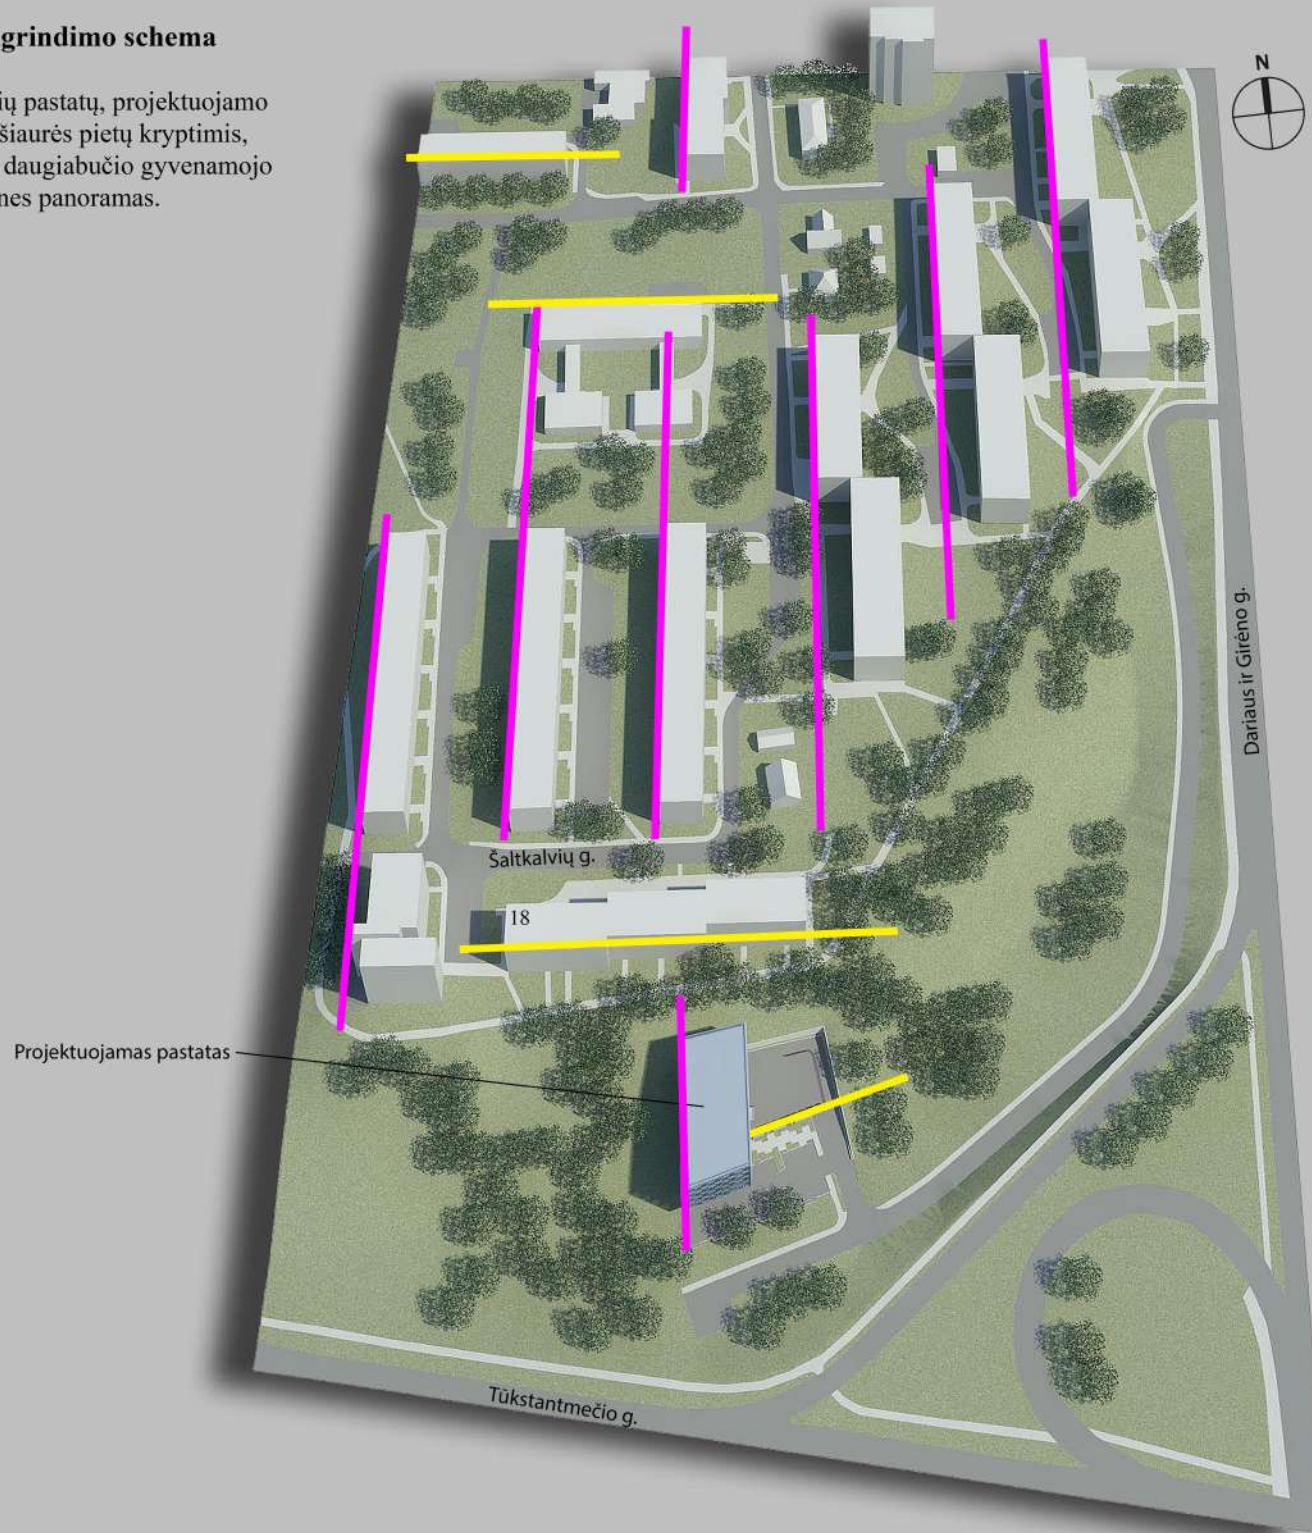 grindimo schema
ių pastatų, projektuojamo
šiaurės pietų kryptimis,
daugiabučio gyvenamojo
nes panoramas.
N
Dariaus ir Girėno g.
Šaltkalvių g.
18
Projektuojamas pastatas
Tūkstantmečio g.